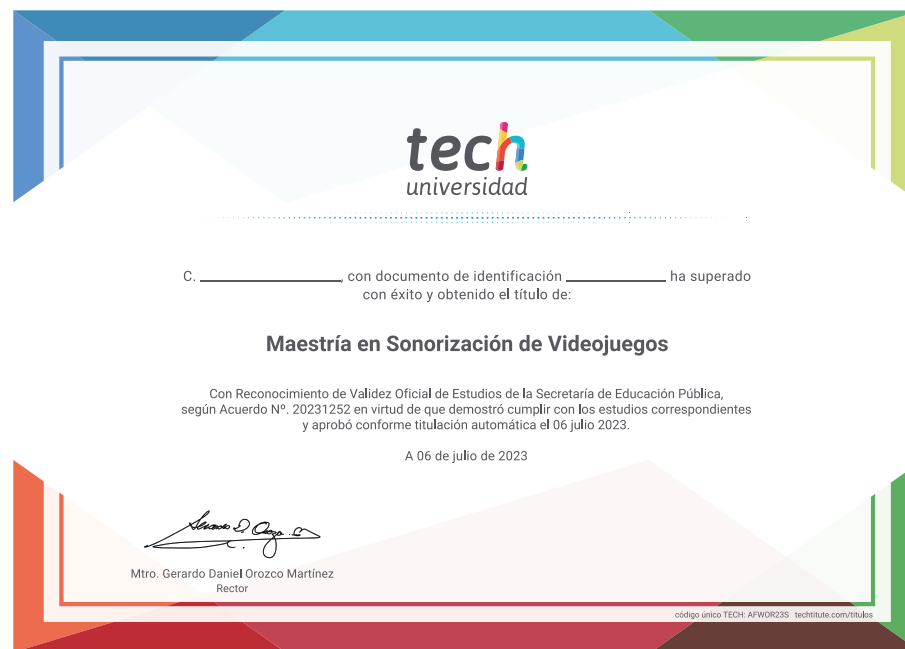 tech
universidad
C. ____________________, con documento de identificación ______________ ha superado
con éxito y obtenido el título de:
Maestría en Sonorización de Videojuegos
Con Reconocimiento de Validez Oficial de Estudios de la Secretaría de Educación Pública,
según Acuerdo Nº. 20231252 en virtud de que demostró cumplir con los estudios correspondientes
y aprobó conforme titulación automática el 06 julio 2023.
A 06 de julio de 2023
Mtro. Gerardo Daniel Orozco Martínez
Rector
código único TECH: AFWOR23S techtitute.com/titulos